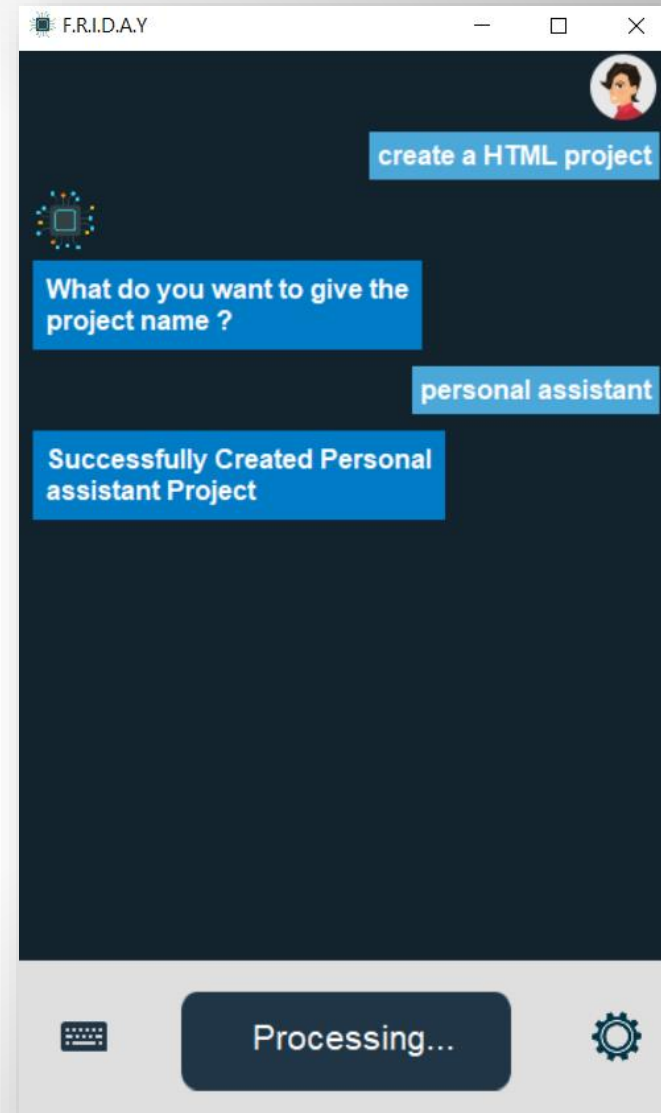 F.R.I.D.A.Y
create a HTML project
What do you want to give the
project name ?
personal assistant
Successfully Created Personal
assistant Project
Processing...